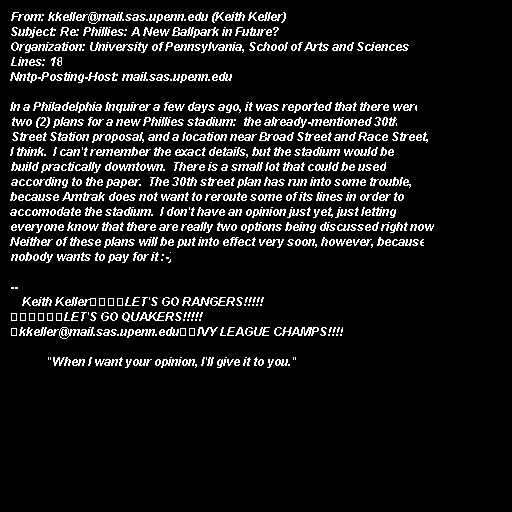 From: kkeller@mail.sas.upenn.edu (Keith Keller)
Subject: Re: Phillies: A New Ballpark in Future?
Organization: University of Pennsylvania, School of Arts and Sciences
Lines: 18
Nntp-Posting-Host: mail.sas.upenn.edu

In a Philadelphia Inquirer a few days ago, it was reported that there were
two (2) plans for a new Phillies stadium:  the already-mentioned 30th
Street Station proposal, and a location near Broad Street and Race Street,
I think.  I can't remember the exact details, but the stadium would be
build practically downtown.  There is a small lot that could be used
according to the paper.  The 30th street plan has run into some trouble,
because Amtrak does not want to reroute some of its lines in order to
accomodate the stadium.  I don't have an opinion just yet, just letting
everyone know that there are really two options being discussed right now
Neither of these plans will be put into effect very soon, however, because
nobody wants to pay for it :-)

--
    Keith Keller▯▯▯▯LET'S GO RANGERS!!!!!
▯▯▯▯▯▯LET'S GO QUAKERS!!!!!
▯kkeller@mail.sas.upenn.edu▯▯IVY LEAGUE CHAMPS!!!!

"When I want your opinion, I'll give it to you."